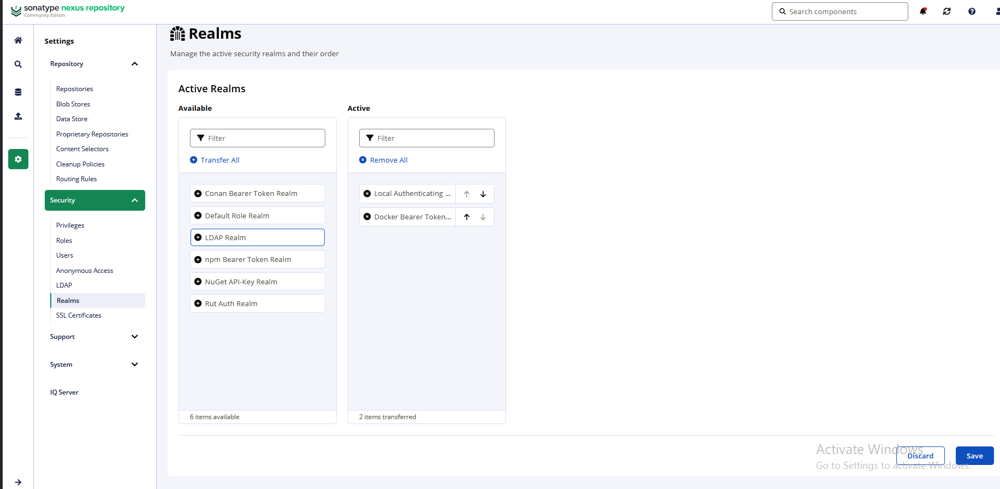 sonatype nexus repository
Community Edition
Search components
Settings
Repository
Repositories
Blob Stores
Data Store
Proprietary Repositories
Content Selectors
Cleanup Policies
Routing Rules
Security
Privileges
Roles
Users
Anonymous Access
LDAP
Realms
SSL Certificates
Support
System
IQ Server
Realms
Manage the active security realms and their order
Active Realms
Available
Filter
Transfer All
Conan Bearer Token Realm
Default Role Realm
LDAP Realm
npm Bearer Token Realm
NuGet API-Key Realm
Rut Auth Realm
6 items available
Active
Filter
Remove All
Local Authenticating ...
Docker Bearer Token...
2 items transferred
Discard
Save
Activate Windows
Go to Settings to activate Windows.